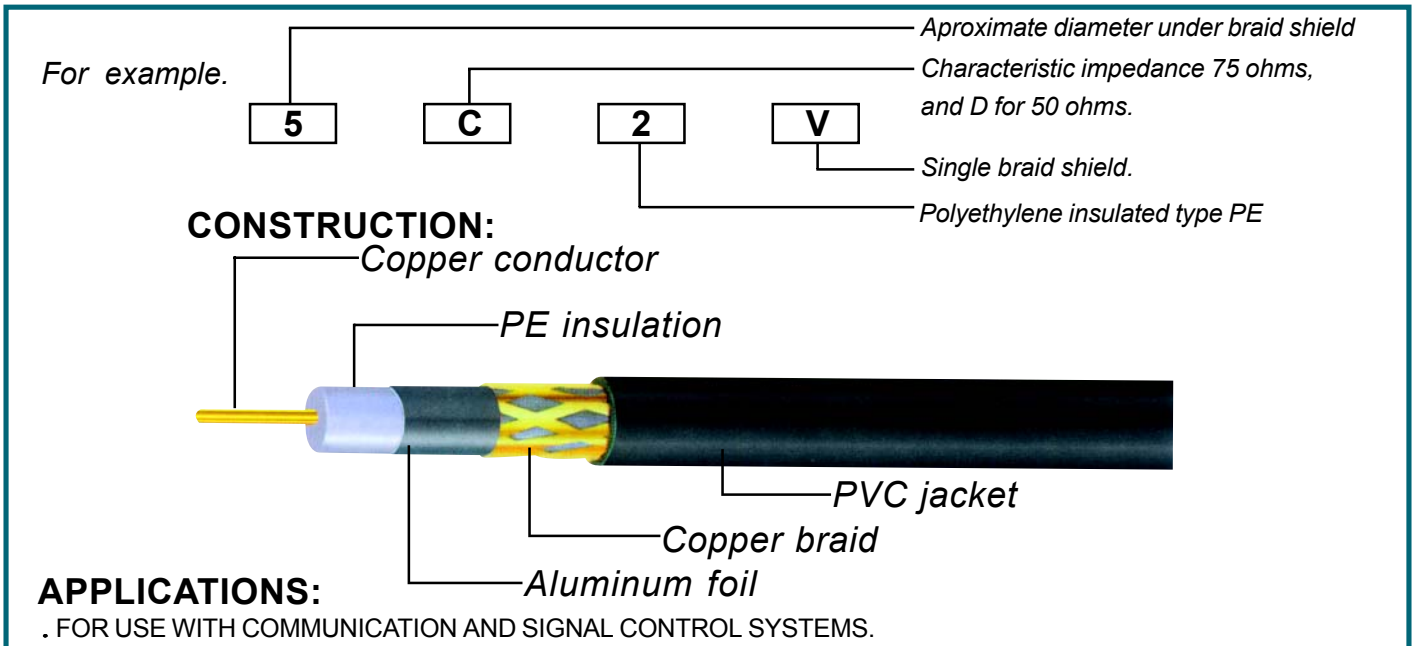 Aproximate diameter under braid shield
For example.
Characteristic impedance 75 ohms,
and D for 50 ohms.
5 C 2 V
Single braid shield.
Polyethylene insulated type PE
CONSTRUCTION:
Copper conductor
PE insulation
PVC jacket
Copper braid
Aluminum foil
APPLICATIONS:
. FOR USE WITH COMMUNICATION AND SIGNAL CONTROL SYSTEMS.